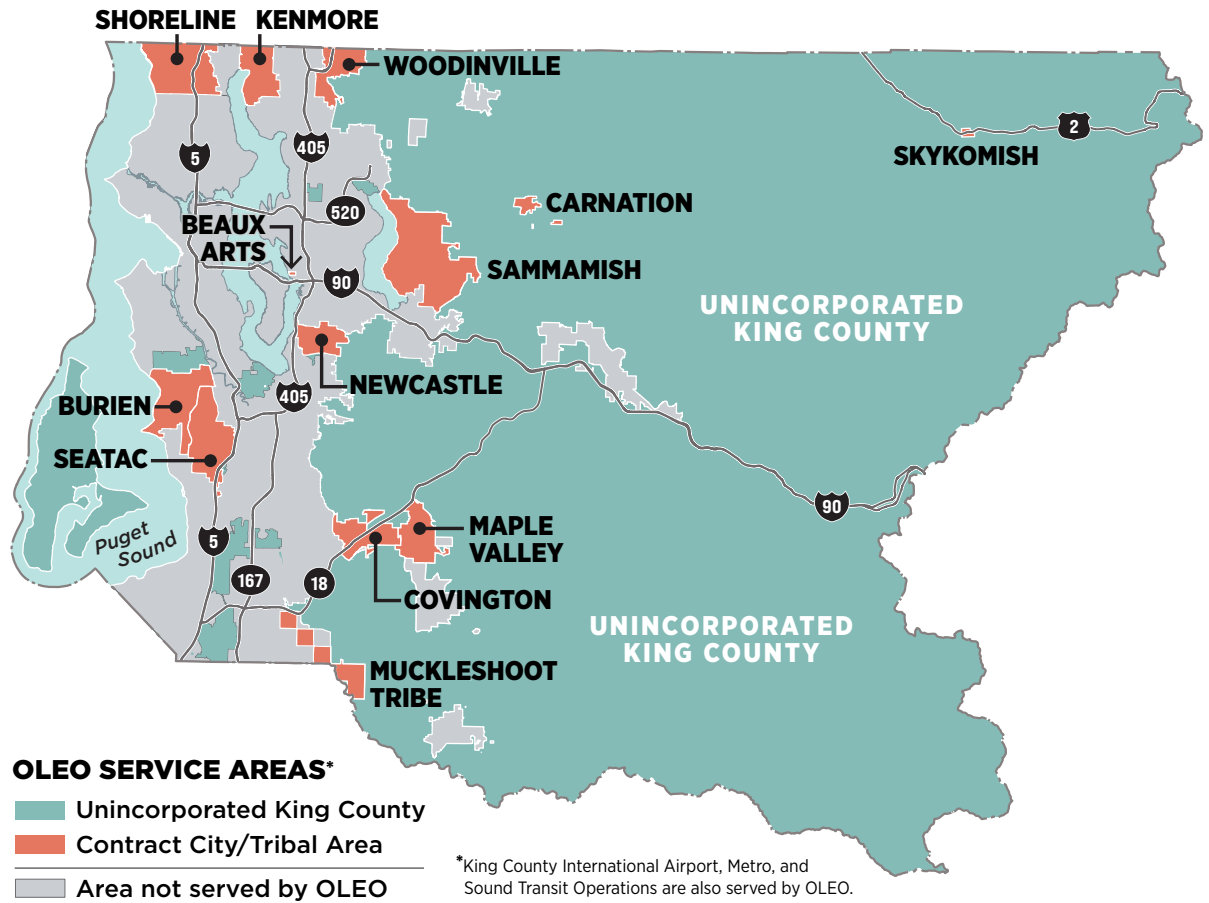 SHORELINE
KENMORE
WOODINVILLE
5
405
2
SKYKOMISH
CARNATION
520
BEAUX
ARTS
SAMMAMISH
90
UNINCORPORATED
KING COUNTY
NEWCASTLE
405
BURIEN
SEATAC
90
MAPLE
VALLEY
Puget
Sound
5
167
18
COVINGTON
UNINCORPORATED
KING COUNTY
MUCKLESHOOT
TRIBE
OLEO SERVICE AREAS*
Unincorporated King County
Contract City/Tribal Area
Area not served by OLEO
*King County International Airport, Metro, and
Sound Transit Operations are also served by OLEO.